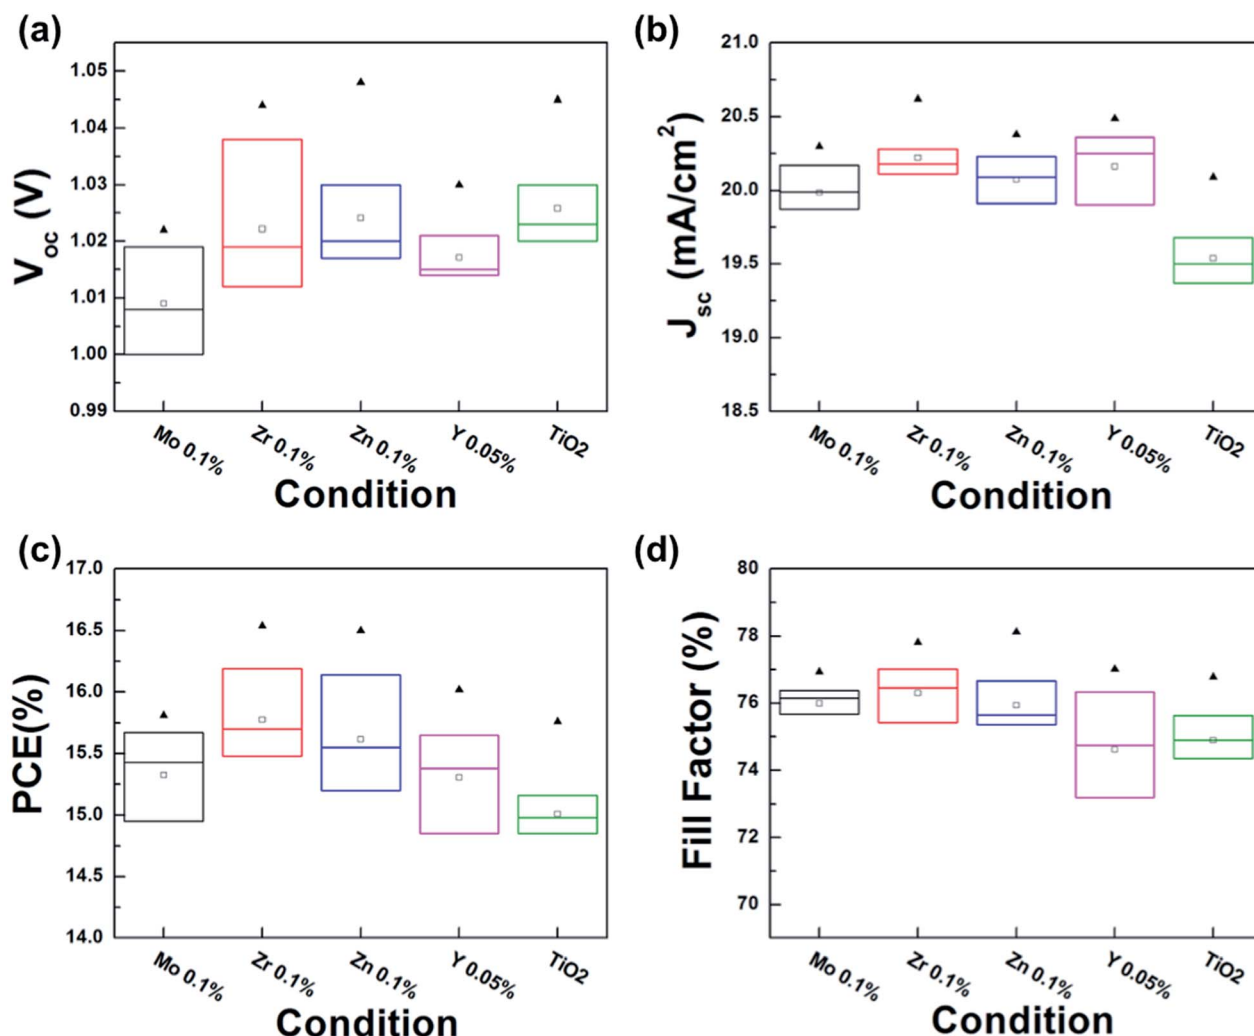 (a)
1.05
1.04
1.03
1.02
1.01
1.00
0.99
Voc (V)
Mo 0.1%
Zr 0.1%
Zn 0.1%
Y 0.05%
TiO2
Condition
(b)
21.0
20.5
20.0
19.5
19.0
18.5
Jsc (mA/cm²)
Mo 0.1%
Zr 0.1%
Zn 0.1%
Y 0.05%
TiO2
Condition
(c)
17.0
16.5
16.0
15.5
15.0
14.5
14.0
PCE(%)
Mo 0.1%
Zr 0.1%
Zn 0.1%
Y 0.05%
TiO2
Condition
(d)
80
78
76
74
72
70
Fill Factor (%)
Mo 0.1%
Zr 0.1%
Zn 0.1%
Y 0.05%
TiO2
Condition